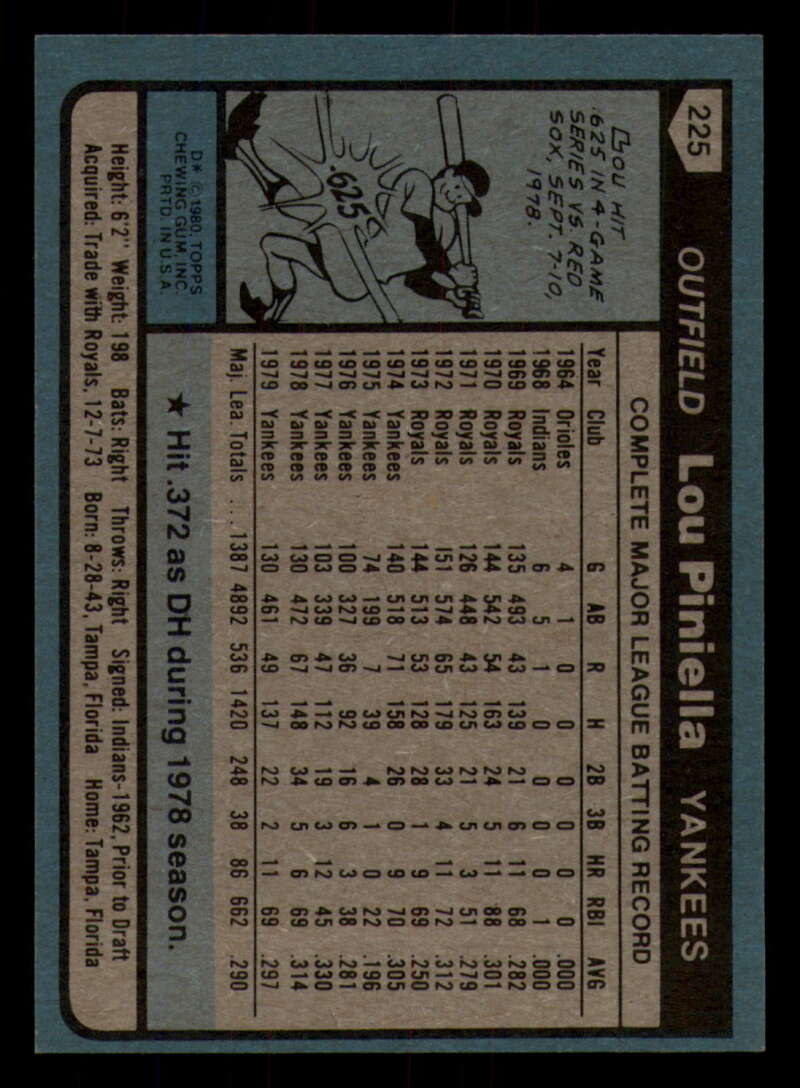 225
OUTFIELD Lou Piniella YANKEES
Lou HIT
.625 IN 4-GAME
SERIES VS. RED
SOX, SEPT. 7-10,
1978.
.625
D* © 1980. TOPPS
CHEWING GUM, INC.
PRTD. IN U.S.A.
COMPLETE MAJOR LEAGUE BATTING RECORD
Year Club G AB R H 2B 3B HR RBI AVG
1964 Orioles 4 1 0 0 0 0 0 0 .000
1968 Indians 6 5 1 0 0 0 0 1 .000
1969 Royals 135 493 43 139 21 6 11 68 .282
1970 Royals 144 542 54 163 24 5 11 88 .301
1971 Royals 126 448 43 125 21 5 3 51 .279
1972 Royals 151 574 65 179 33 4 11 72 .312
1973 Royals 144 513 53 128 28 1 9 69 .250
1974 Yankees 140 518 71 158 26 0 9 70 .305
1975 Yankees 74 199 7 39 4 1 0 22 .196
1976 Yankees 100 327 36 92 16 6 3 38 .281
1977 Yankees 103 339 47 112 19 3 12 45 .330
1978 Yankees 130 472 67 148 34 5 6 69 .314
1979 Yankees 130 461 49 137 22 2 11 69 .297
Maj. Lea. Totals . . . 1387 4892 536 1420 248 38 86 662 .290
★ Hit .372 as DH during 1978 season.
Height: 6'2" Weight: 198 Bats: Right Throws: Right Signed: Indians-1962, Prior to Draft
Acquired: Trade with Royals, 12-7-73 Born: 8-28-43, Tampa, Florida Home: Tampa, Florida